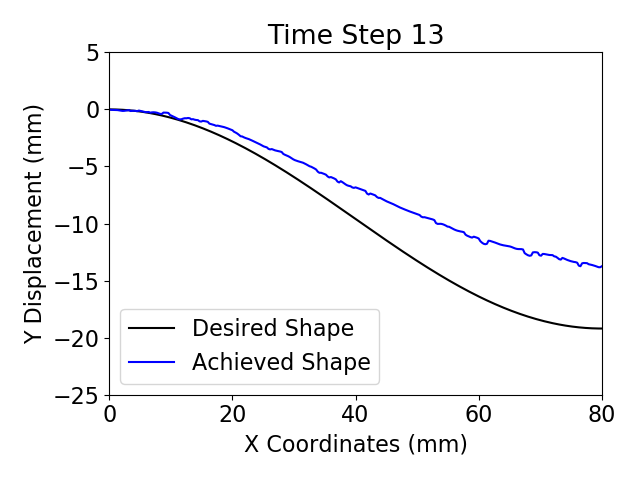 Time Step 13
Y Displacement (mm)
5
0
−5
−10
−15
−20
−25
Desired Shape
Achieved Shape
0 20 40 60 80
X Coordinates (mm)